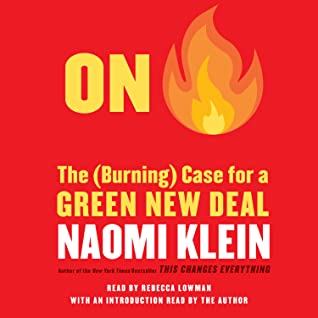 ON
The (Burning) Case for a
GREEN NEW DEAL
NAOMI KLEIN
Author of the New York Times Bestseller THIS CHANGES EVERYTHING
READ BY REBECCA LOWMAN
WITH AN INTRODUCTION READ BY THE AUTHOR